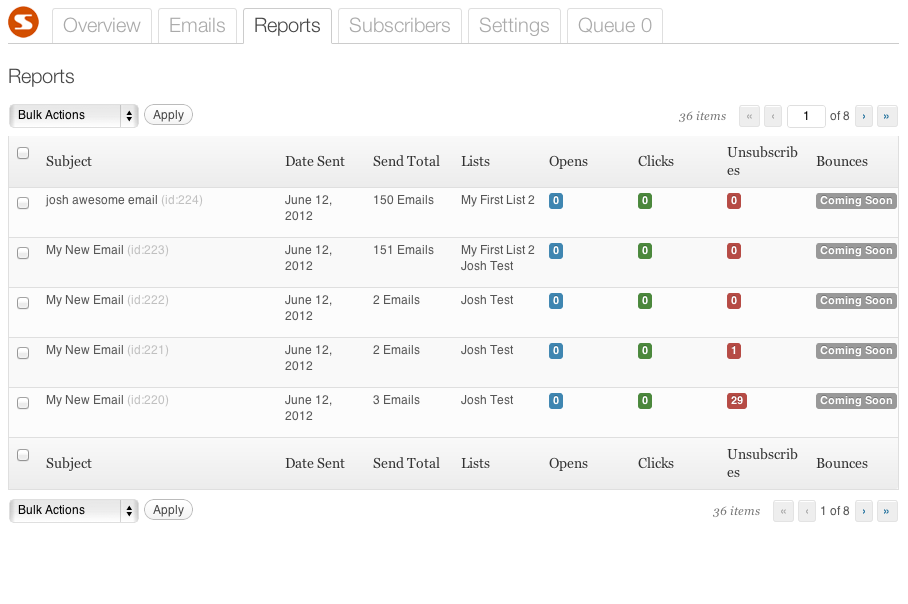 Overview Emails Reports Subscribers Settings Queue 0
Reports
Bulk Actions Apply 36 items « ‹ 1 of 8 › »
Subject Date Sent Send Total Lists Opens Clicks Unsubscrib
es Bounces
josh awesome email (id:224) June 12, 150 Emails My First List 2 0 0 0 Coming Soon
2012
My New Email (id:223) June 12, 151 Emails My First List 2 0 0 0 Coming Soon
2012 Josh Test
My New Email (id:222) June 12, 2 Emails Josh Test 0 0 0 Coming Soon
2012
My New Email (id:221) June 12, 2 Emails Josh Test 0 0 1 Coming Soon
2012
My New Email (id:220) June 12, 3 Emails Josh Test 0 0 29 Coming Soon
2012
Subject Date Sent Send Total Lists Opens Clicks Unsubscrib
es Bounces
Bulk Actions Apply 36 items « ‹ 1 of 8 › »